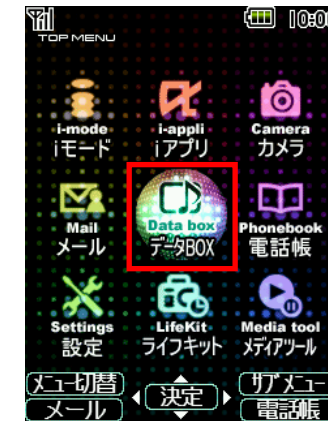 10:0
TOP MENU
i-mode
iモード
i-appli
iアプリ
Camera
カメラ
Mail
メール
Data box
データBOX
Phonebook
電話帳
Settings
設定
LifeKit
ライフキット
Media tool
メディアツール
メニュー切替
決定
サブメニュー
メール
電話帳